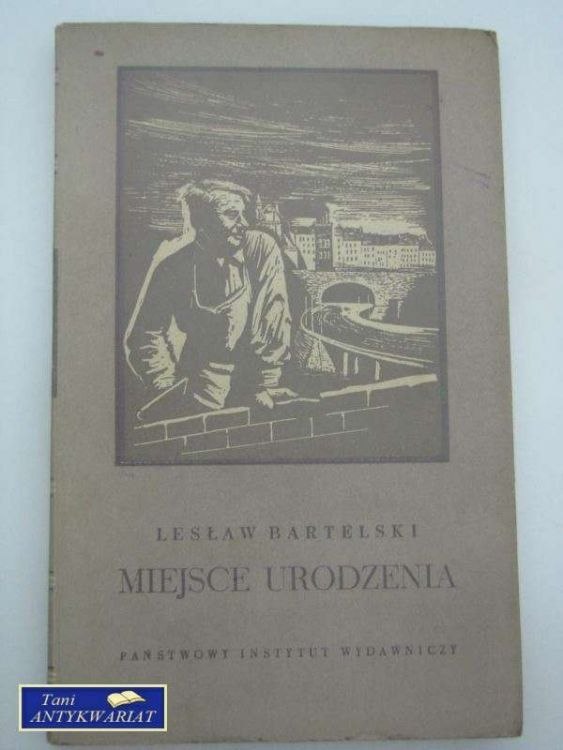 LESŁAW BARTELSKI
MIEJSCE URODZENIA
PAŃSTWOWY INSTYTUT WYDAWNICZY
Tani
ANTYKWARIAT